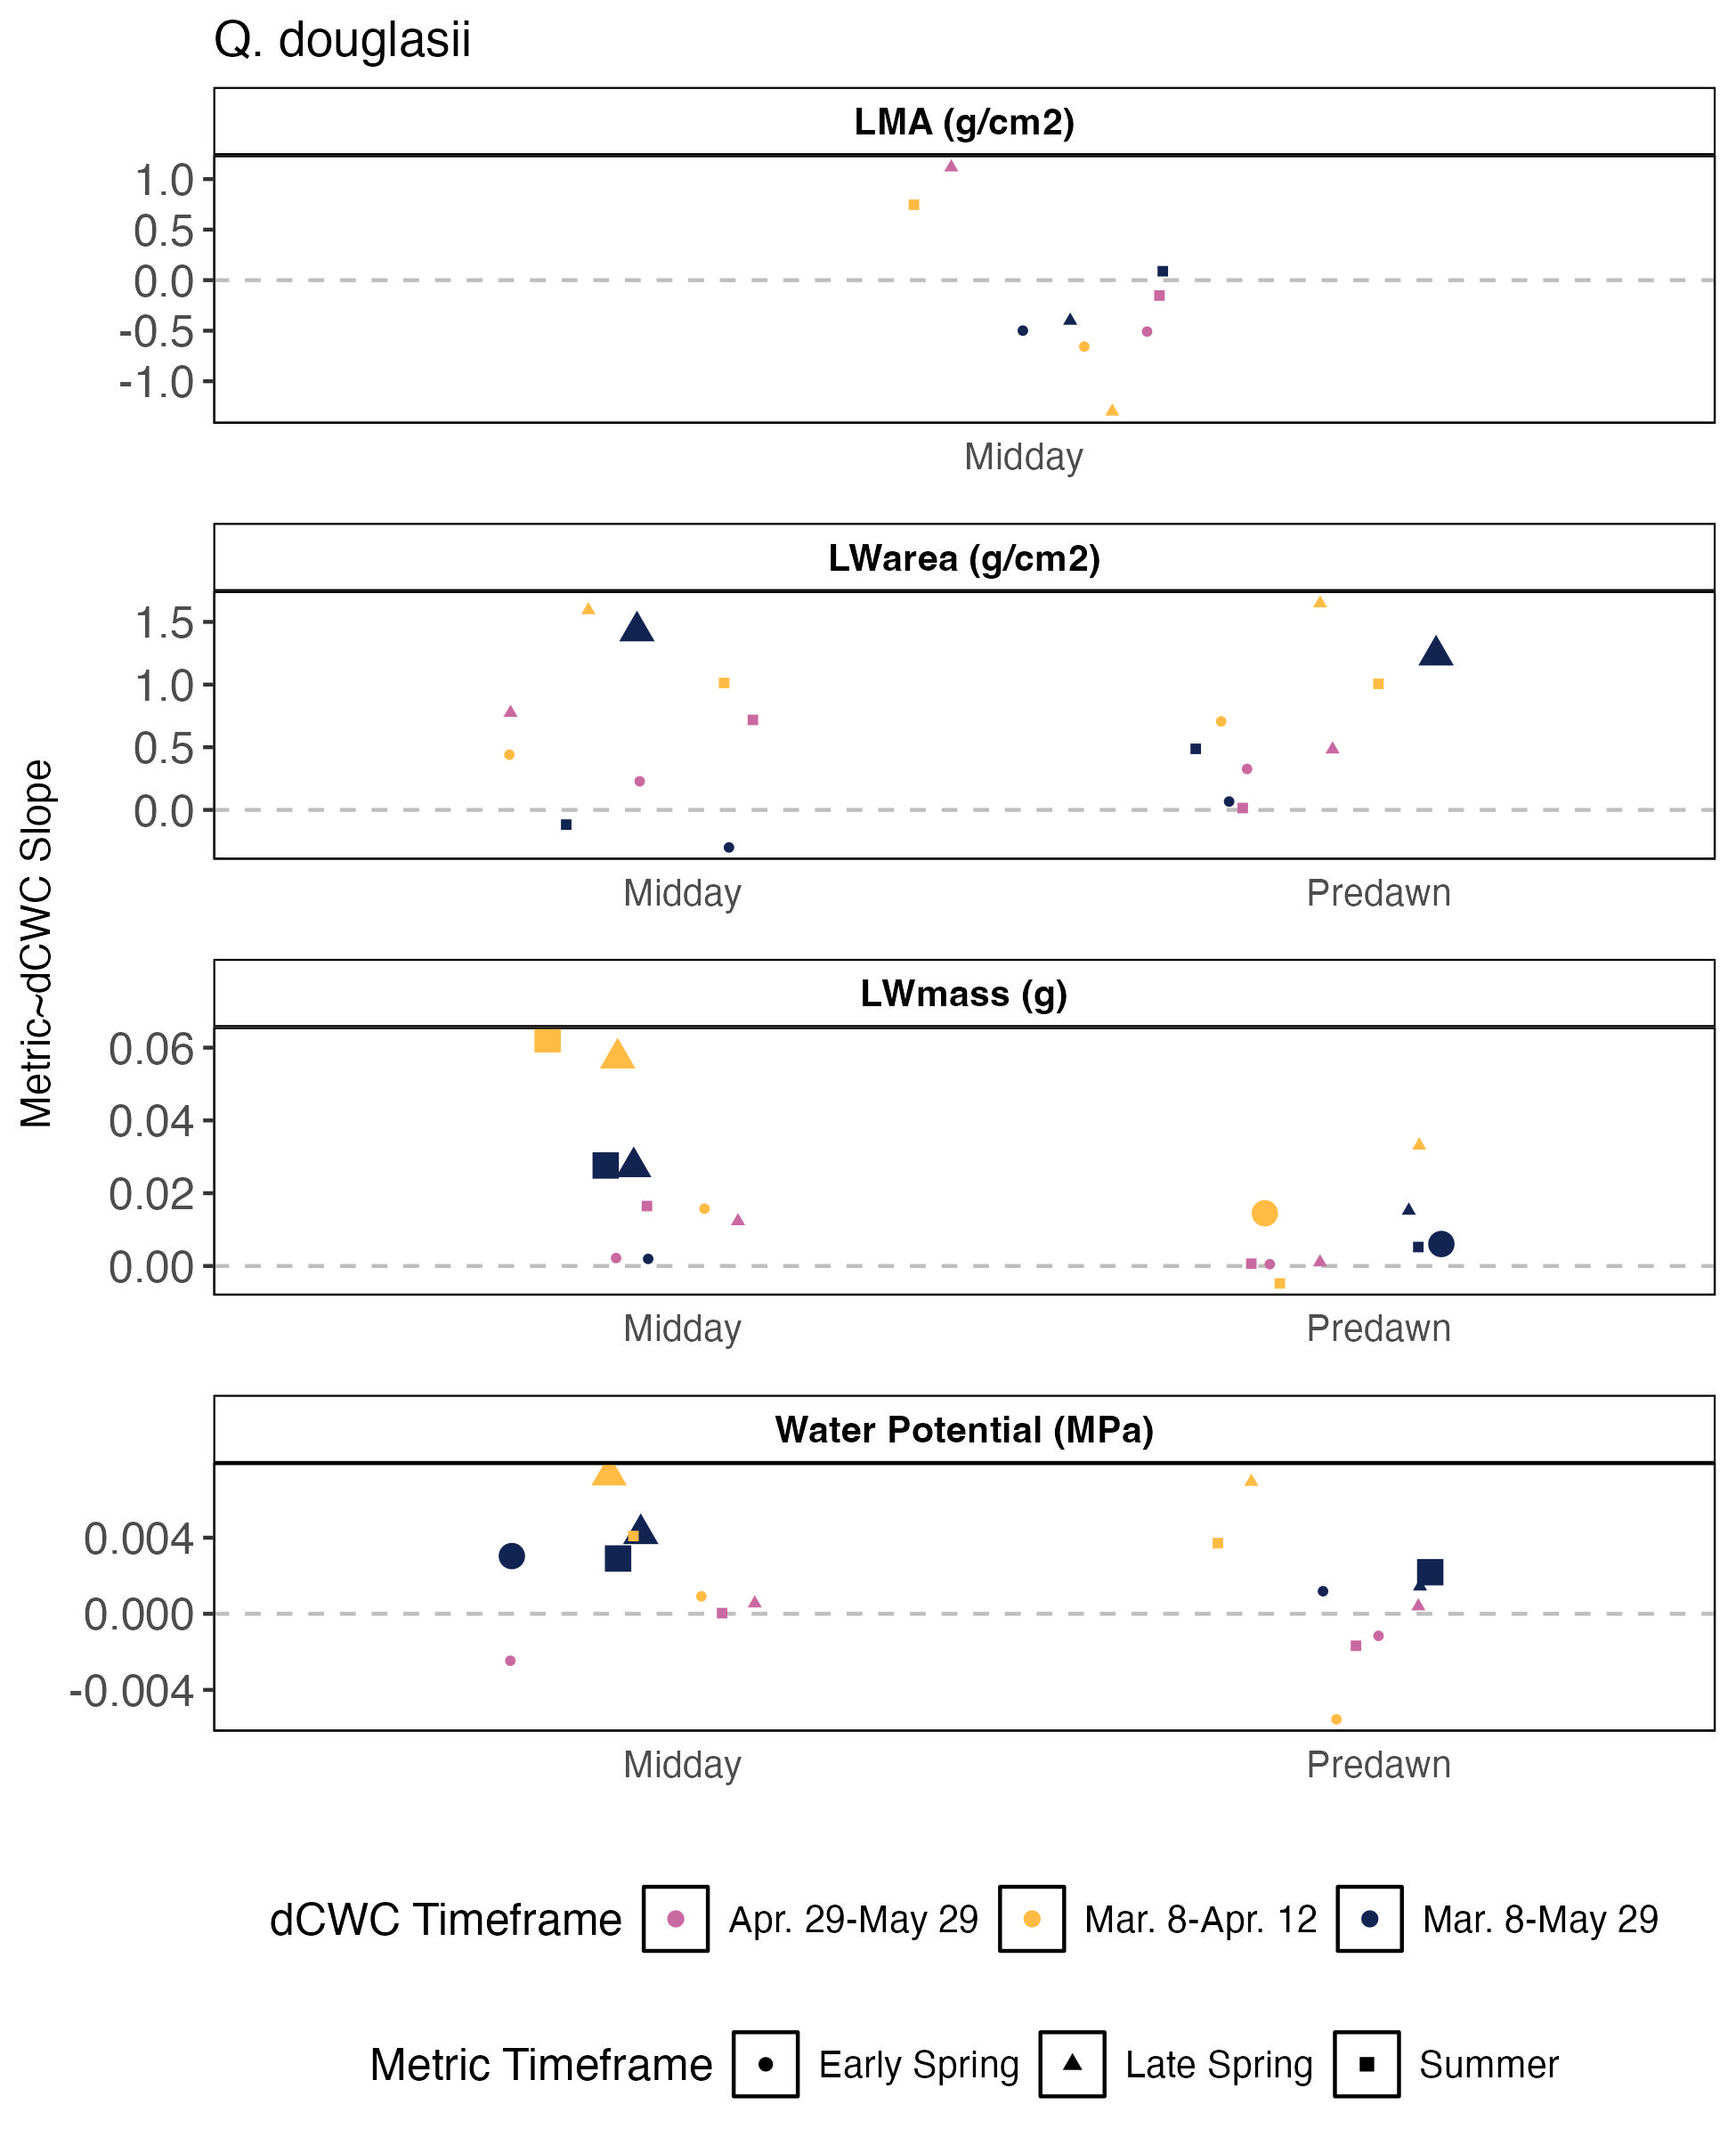 Q. douglasii
LMA (g/cm2)
1.0
0.5
0.0
-0.5
-1.0
Midday
LWarea (g/cm2)
1.5
1.0
0.5
0.0
Midday Predawn
Metric~dCWC Slope
LWmass (g)
0.06
0.04
0.02
0.00
Midday Predawn
Water Potential (MPa)
0.004
0.000
-0.004
Midday Predawn
dCWC Timeframe Apr. 29-May 29 Mar. 8-Apr. 12 Mar. 8-May 29
Metric Timeframe Early Spring Late Spring Summer